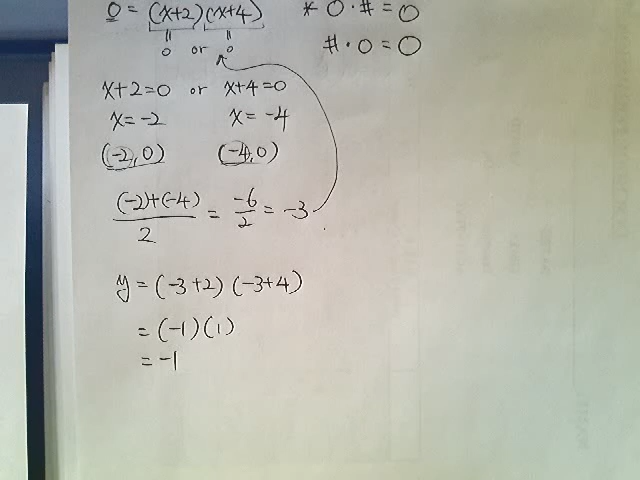 0 = (x+2)(x+4) * 0·# = 0
0 or 0 #·0 = 0
x+2=0 or x+4=0
x=-2 x=-4
(-2,0) (-4,0)
((-2)+(-4))/2 = -6/2 = -3
y = (-3+2)(-3+4)
= (-1)(1)
= -1